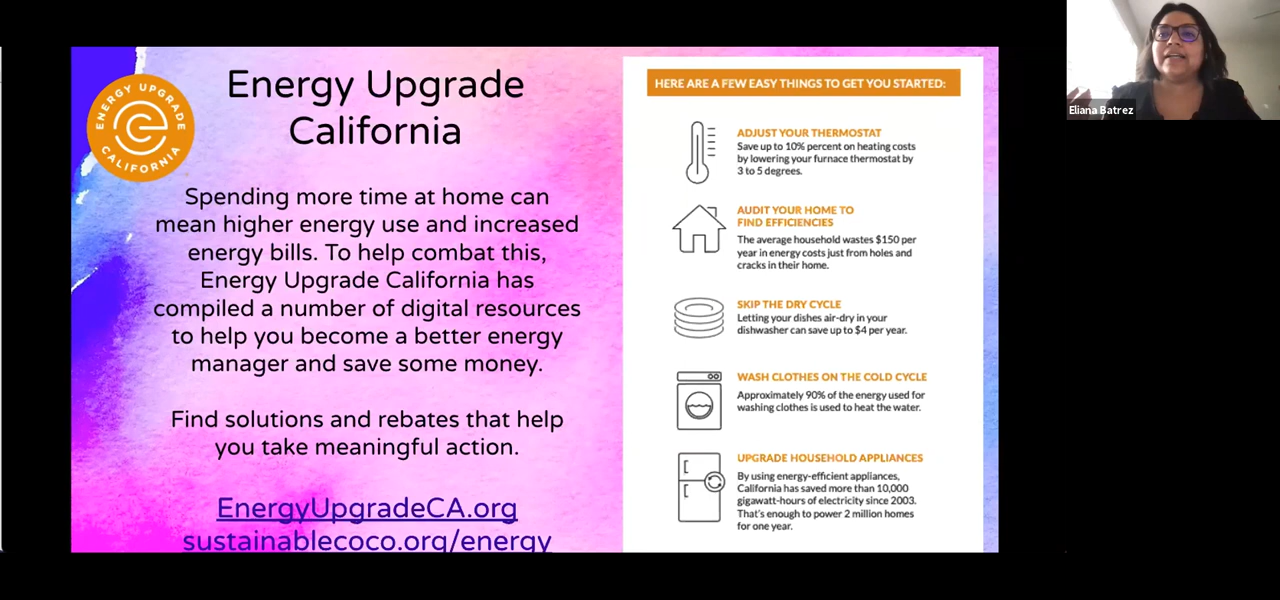 ENERGY UPGRADE
CALIFORNIA
Energy Upgrade
California
Spending more time at home can
mean higher energy use and increased
energy bills. To help combat this,
Energy Upgrade California has
compiled a number of digital resources
to help you become a better energy
manager and save some money.
Find solutions and rebates that help
you take meaningful action.
EnergyUpgradeCA.org
sustainablecoco.org/energy
HERE ARE A FEW EASY THINGS TO GET YOU STARTED:
ADJUST YOUR THERMOSTAT
Save up to 10% percent on heating costs
by lowering your furnace thermostat by
3 to 5 degrees.
AUDIT YOUR HOME TO
FIND EFFICIENCIES
The average household wastes $150 per
year in energy costs just from holes and
cracks in their home.
SKIP THE DRY CYCLE
Letting your dishes air-dry in your
dishwasher can save up to $4 per year.
WASH CLOTHES ON THE COLD CYCLE
Approximately 90% of the energy used for
washing clothes is used to heat the water.
UPGRADE HOUSEHOLD APPLIANCES
By using energy-efficient appliances,
California has saved more than 10,000
gigawatt-hours of electricity since 2003.
That's enough to power 2 million homes
for one year.
Eliana Batrez